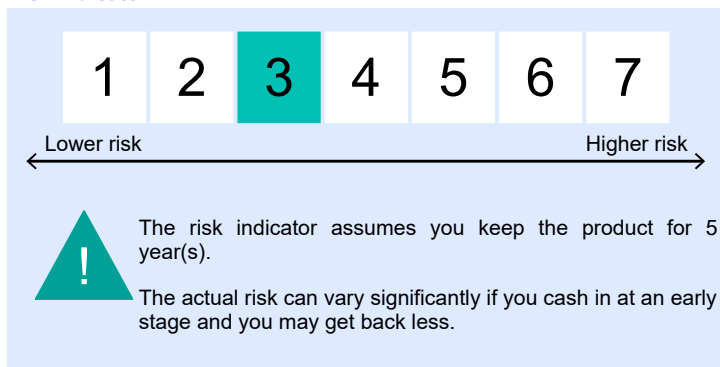 1 2 3 4 5 6 7
Lower risk Higher risk
!
The risk indicator assumes you keep the product for 5
year(s).
The actual risk can vary significantly if you cash in at an early
stage and you may get back less.